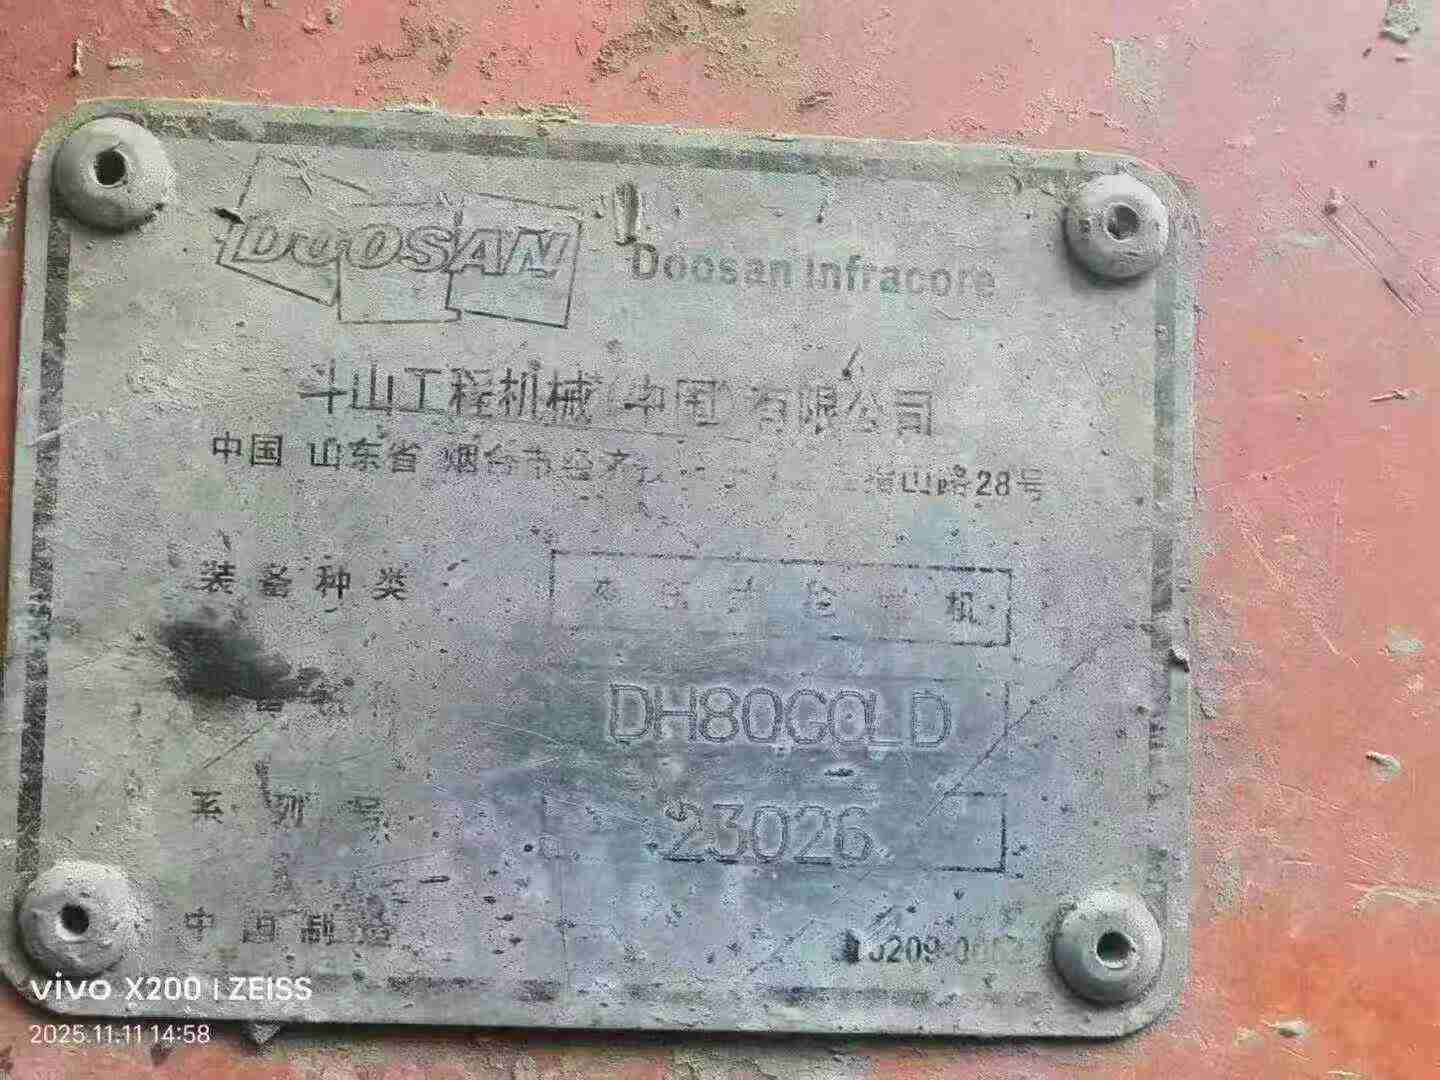 DOOSAN Doosan Infracore
斗山工程机械(中国)有限公司
中国 山东省 烟台市经 山路28号
装备种类 机
DH80GOLD
系列号 23026
中国制造
vivo X200 | ZEISS
2025.11.11 14:58